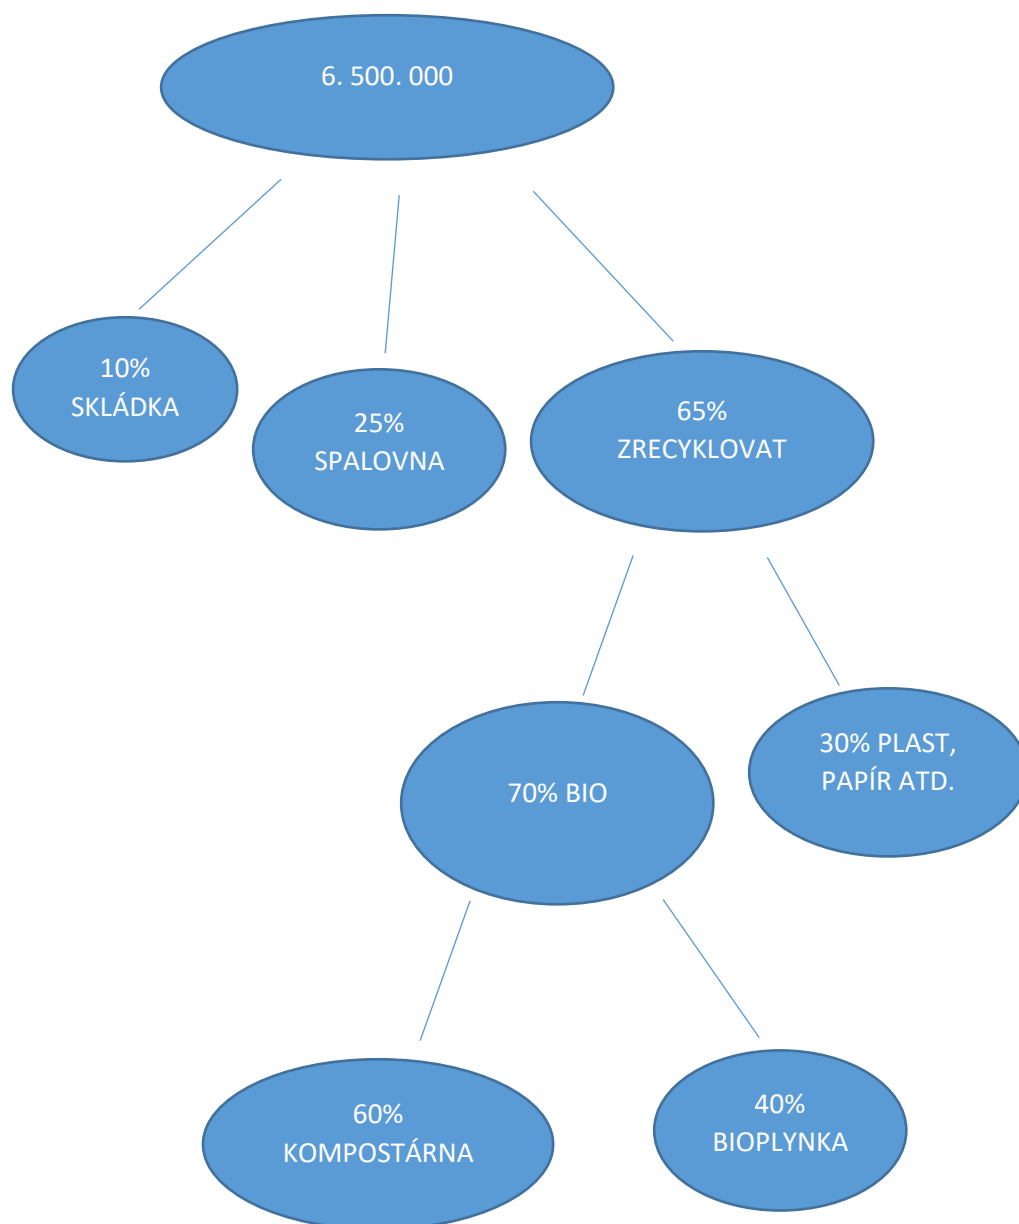 6. 500. 000
10%
SKLÁDKA
25%
SPALOVNA
65%
ZRECYKLOVAT
70% BIO
30% PLAST,
PAPÍR ATD.
60%
KOMPOSTÁRNA
40%
BIOPLYNKA